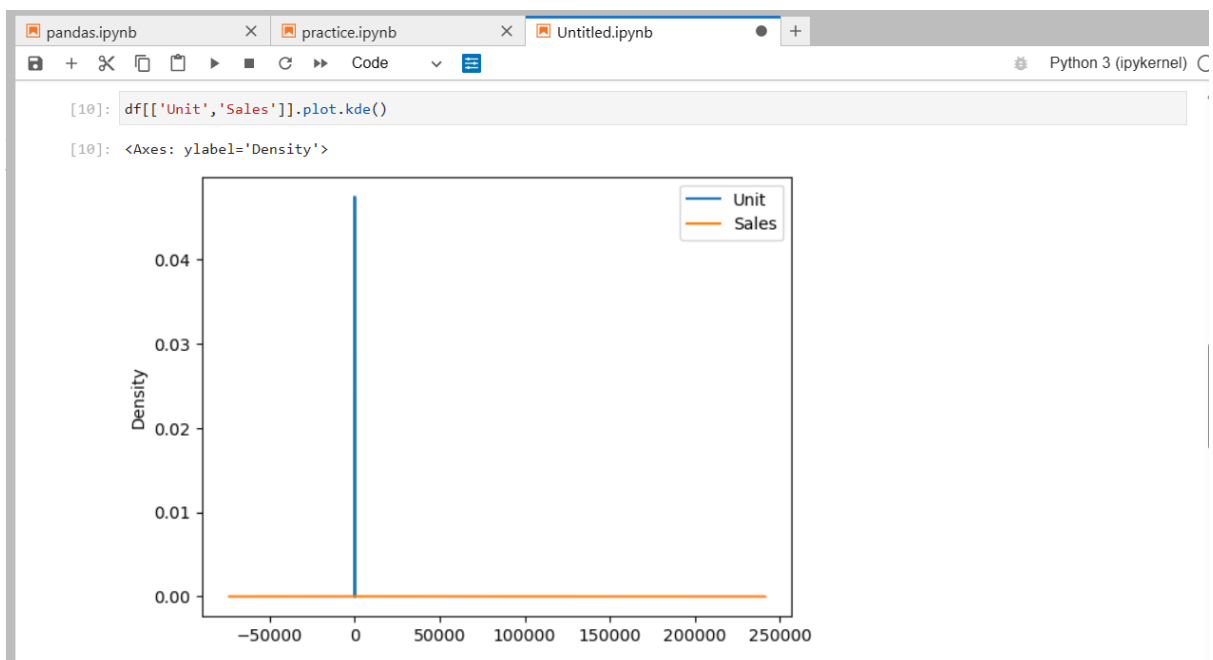 pandas.ipynb practice.ipynb Untitled.ipynb
Code Python 3 (ipykernel)
[10]: df[['Unit','Sales']].plot.kde()
[10]: <Axes: ylabel='Density'>
Unit
Sales
0.04
0.03
Density
0.02
0.01
0.00
−50000 0 50000 100000 150000 200000 250000